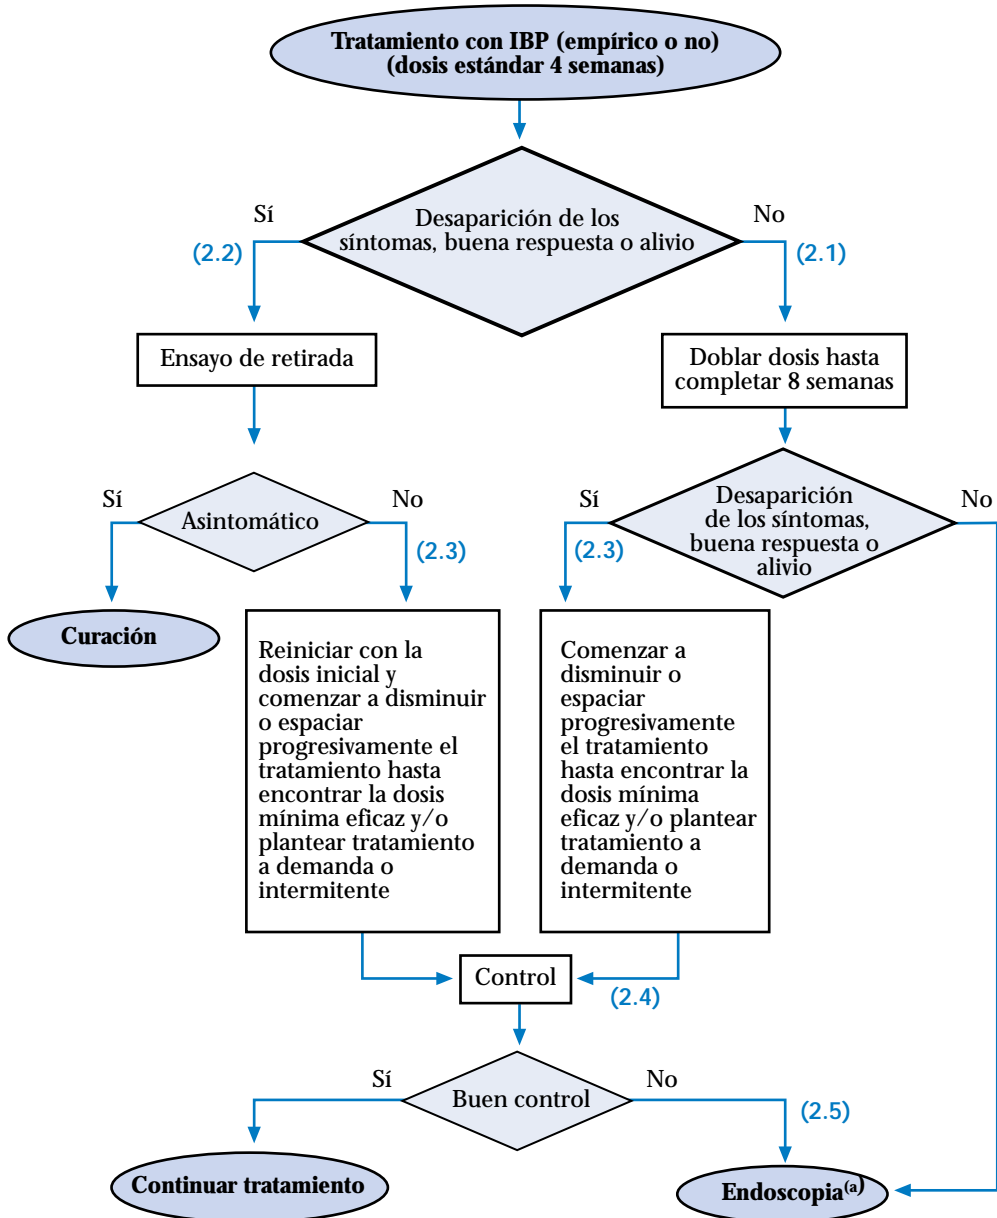 Tratamiento con IBP (empírico o no)
(dosis estándar 4 semanas)
Sí
Desaparición de los
síntomas, buena respuesta o alivio
No
(2.2)
(2.1)
Ensayo de retirada
Doblar dosis hasta
completar 8 semanas
Sí
Asintomático
No
(2.3)
Sí
Desaparición
de los síntomas,
buena respuesta o
alivio
No
(2.3)
Curación
Reiniciar con la
dosis inicial y
comenzar a disminuir
o espaciar
progresivamente el
tratamiento hasta
encontrar la dosis
mínima eficaz y/o
plantear tratamiento
a demanda o
intermitente
Comenzar a
disminuir o
espaciar
progresivamente
el tratamiento
hasta encontrar la
dosis mínima
eficaz y/o plantear
tratamiento a
demanda o
intermitente
Control
(2.4)
Sí
Buen control
No
(2.5)
Continuar tratamiento
Endoscopia(a)